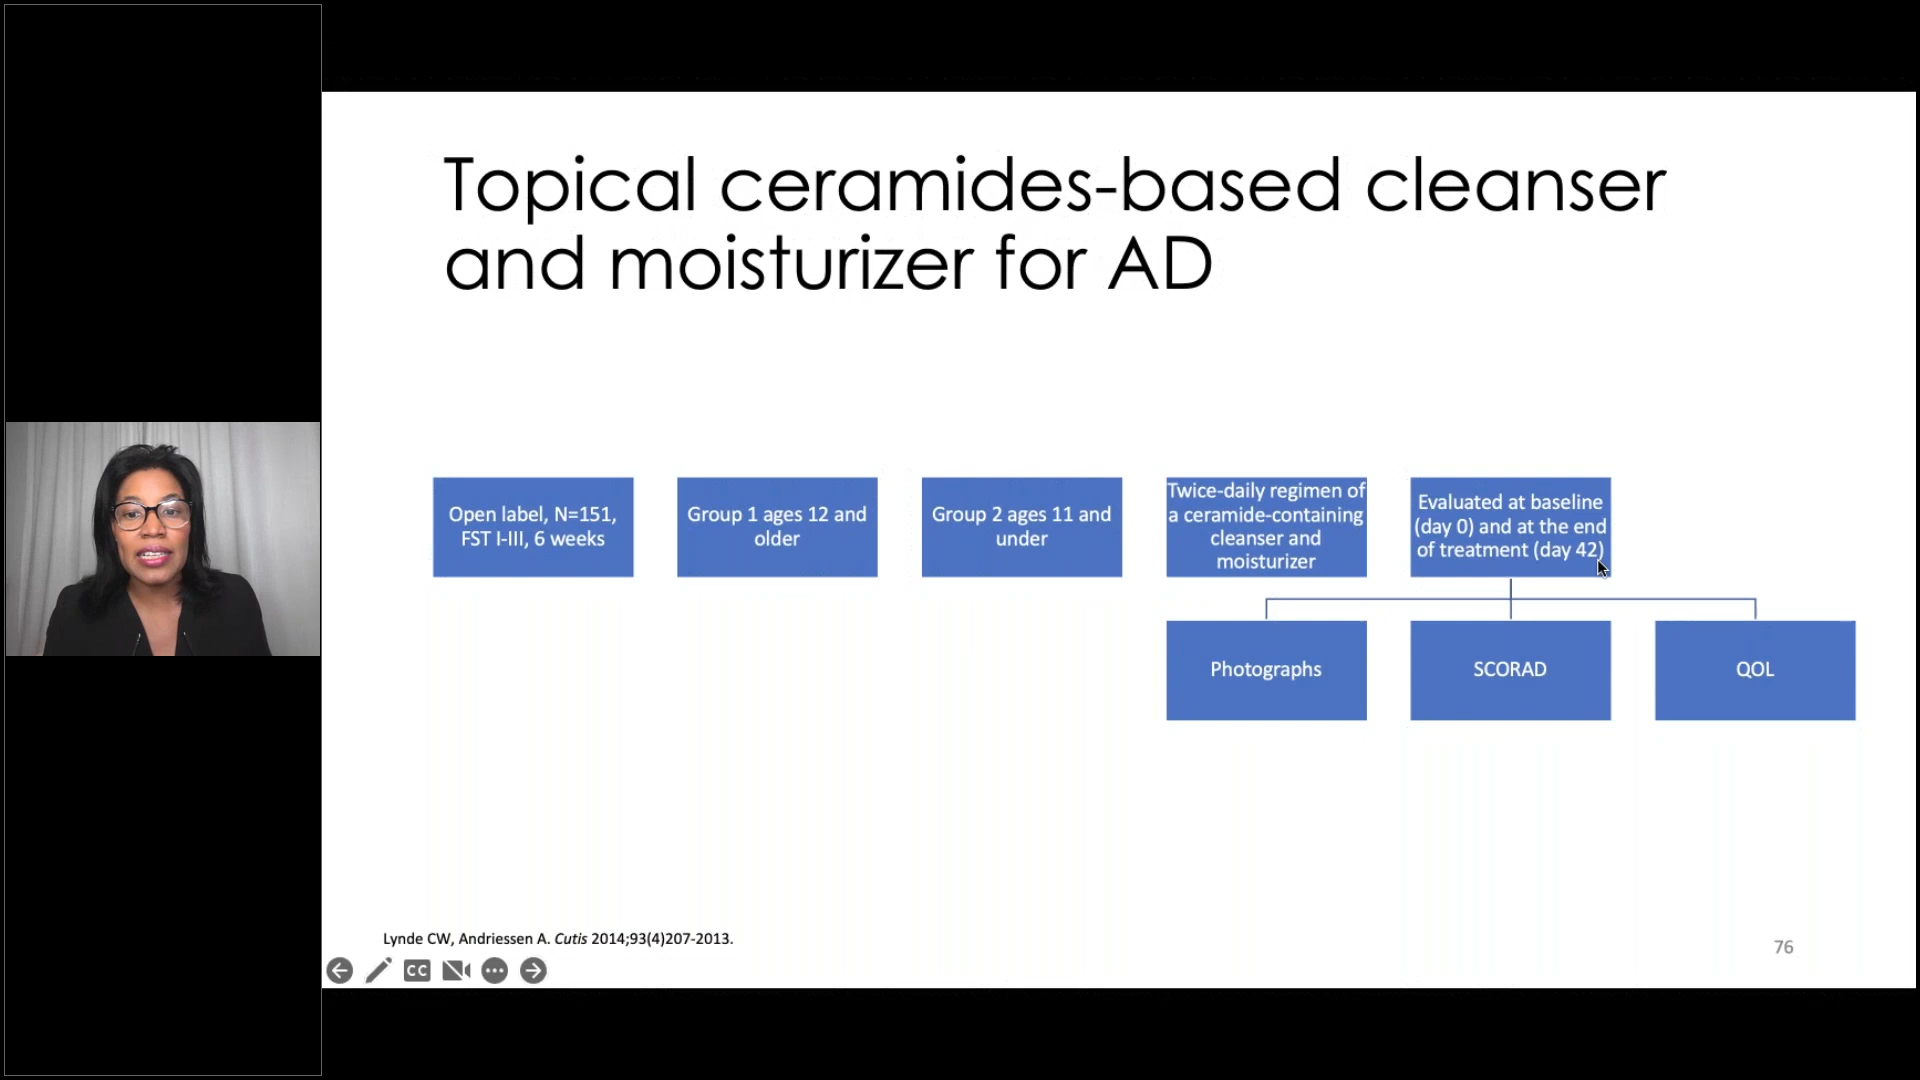 Topical ceramides-based cleanser
and moisturizer for AD
Open label, N=151,
FST I-III, 6 weeks
Group 1 ages 12 and
older
Group 2 ages 11 and
under
Twice-daily regimen of
a ceramide-containing
cleanser and
moisturizer
Evaluated at baseline
(day 0) and at the end
of treatment (day 42)
Photographs
SCORAD
QOL
Lynde CW, Andriessen A. Cutis 2014;93(4)207-2013.
76
CC